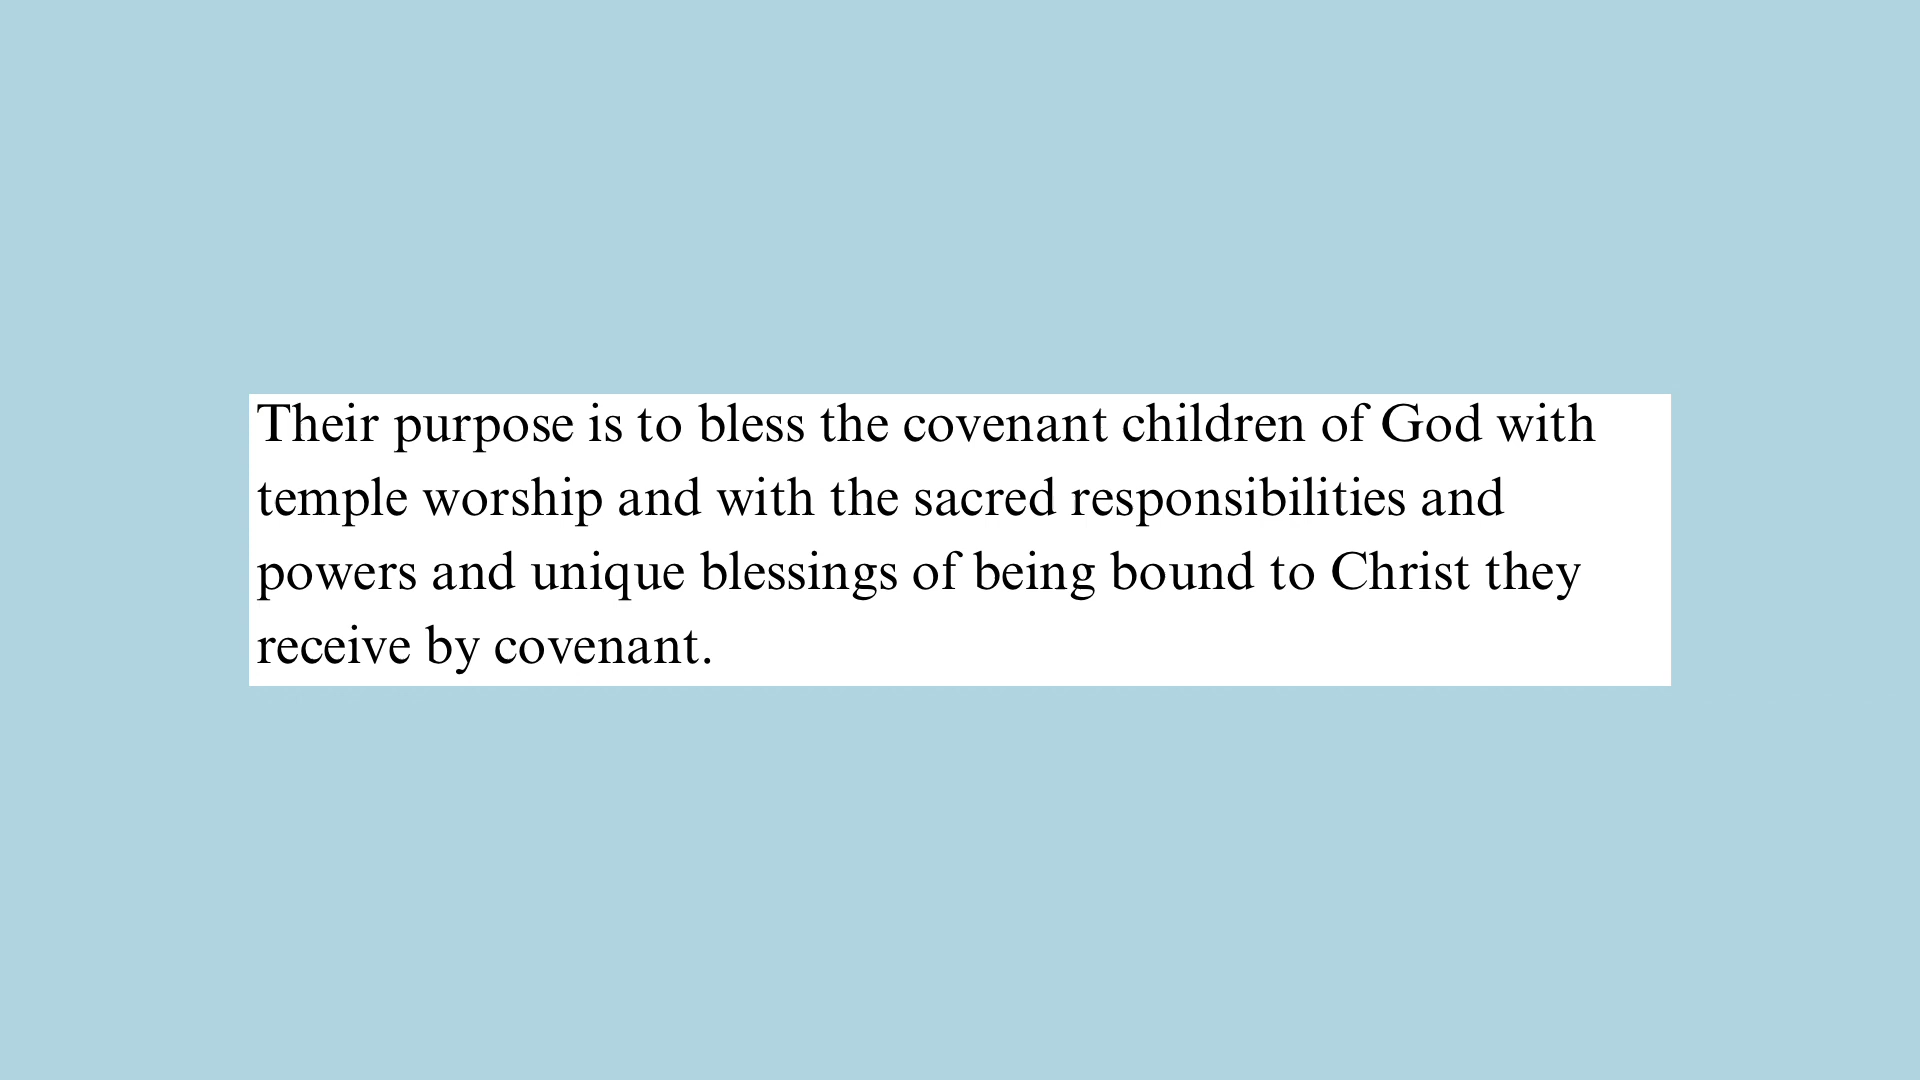 Their purpose is to bless the covenant children of God with
temple worship and with the sacred responsibilities and
powers and unique blessings of being bound to Christ they
receive by covenant.